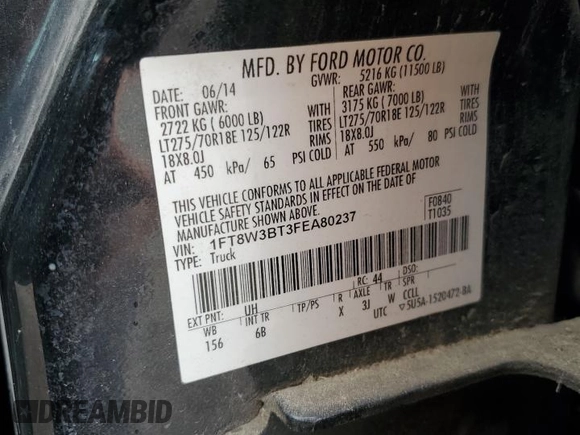 MFD. BY FORD MOTOR CO.
06/14 GVWR: 5216 KG (11500 LB)
FRONT GAWR: REAR GAWR:
2722 KG ( 6000 LB) WITH 3175 KG ( 7000 LB) WITH
LT275/70R18E 125/122R TIRES LT275/70R18E 125/122R TIRES
18X8.0J RIMS 18X8.0J RIMS
AT 450 kPa/ 65 PSI COLD AT 550 kPa/ 80 PSI COLD
THIS VEHICLE CONFORMS TO ALL APPLICABLE FEDERAL MOTOR
VEHICLE SAFETY STANDARDS IN EFFECT ON THE DATE OF
MANUFACTURE SHOWN ABOVE.
VIN: 1FT8W3BT3FEA80237 F0840
TYPE: Truck T1035
EXT PNT: UH RC: 44 DSO:
WB INT TR TP/PS R AXLE TR SPR
156 6B X 3J W CCLL
UTC ▽5U5A-1520472-BA
DREAMBID